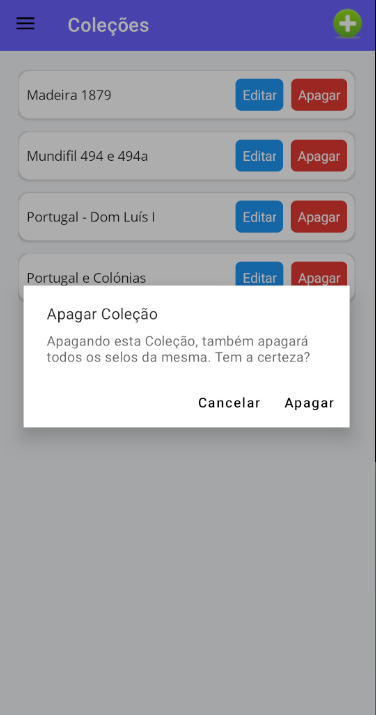 Coleções
Madeira 1879
Editar
Apagar
Mundifil 494 e 494a
Editar
Apagar
Portugal - Dom Luís I
Editar
Apagar
Portugal e Colónias
Editar
Apagar
Apagar Coleção
Apagando esta Coleção, também apagará
todos os selos da mesma. Tem a certeza?
Cancelar
Apagar